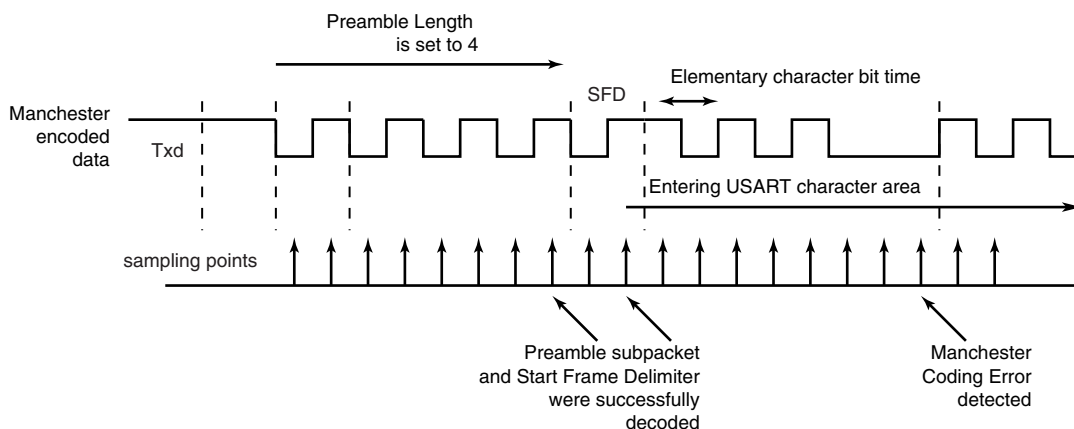 Preamble Length
is set to 4
Elementary character bit time
SFD
Manchester
encoded
data
Txd
Entering USART character area
sampling points
Preamble subpacket
and Start Frame Delimiter
were successfully
decoded
Manchester
Coding Error
detected